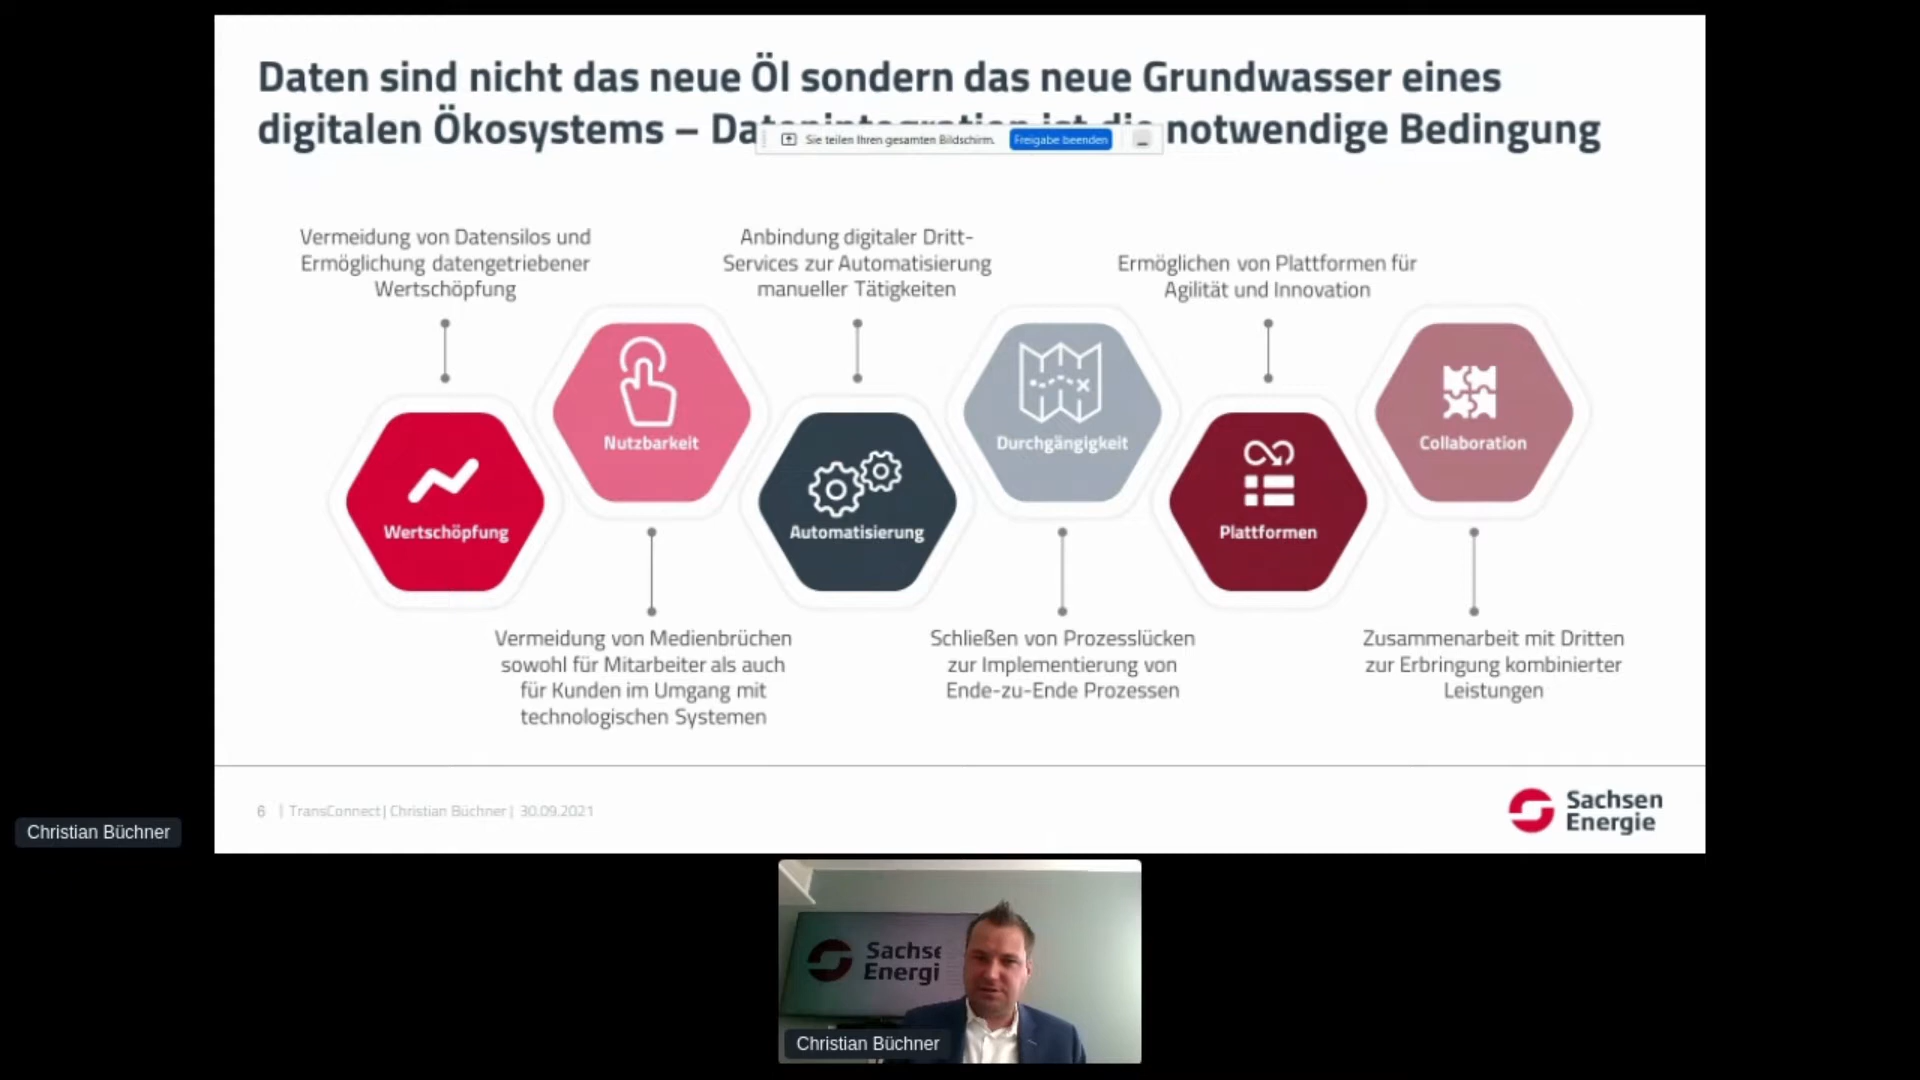 Daten sind nicht das neue Öl sondern das neue Grundwasser eines
digitalen Ökosystems – Datenintegration ist die notwendige Bedingung
Sie teilen Ihren gesamten Bildschirm.
Freigabe beenden
Vermeidung von Datensilos und
Ermöglichung datengetriebener
Wertschöpfung
Anbindung digitaler Dritt-
Services zur Automatisierung
manueller Tätigkeiten
Ermöglichen von Plattformen für
Agilität und Innovation
Wertschöpfung
Nutzbarkeit
Automatisierung
Durchgängigkeit
Plattformen
Collaboration
Vermeidung von Medienbrüchen
sowohl für Mitarbeiter als auch
für Kunden im Umgang mit
technologischen Systemen
Schließen von Prozesslücken
zur Implementierung von
Ende-zu-Ende Prozessen
Zusammenarbeit mit Dritten
zur Erbringung kombinierter
Leistungen
6 | TransConnect | Christian Büchner | 30.09.2021
Sachsen
Energie
Christian Büchner
Sachse
Energi
Christian Büchner